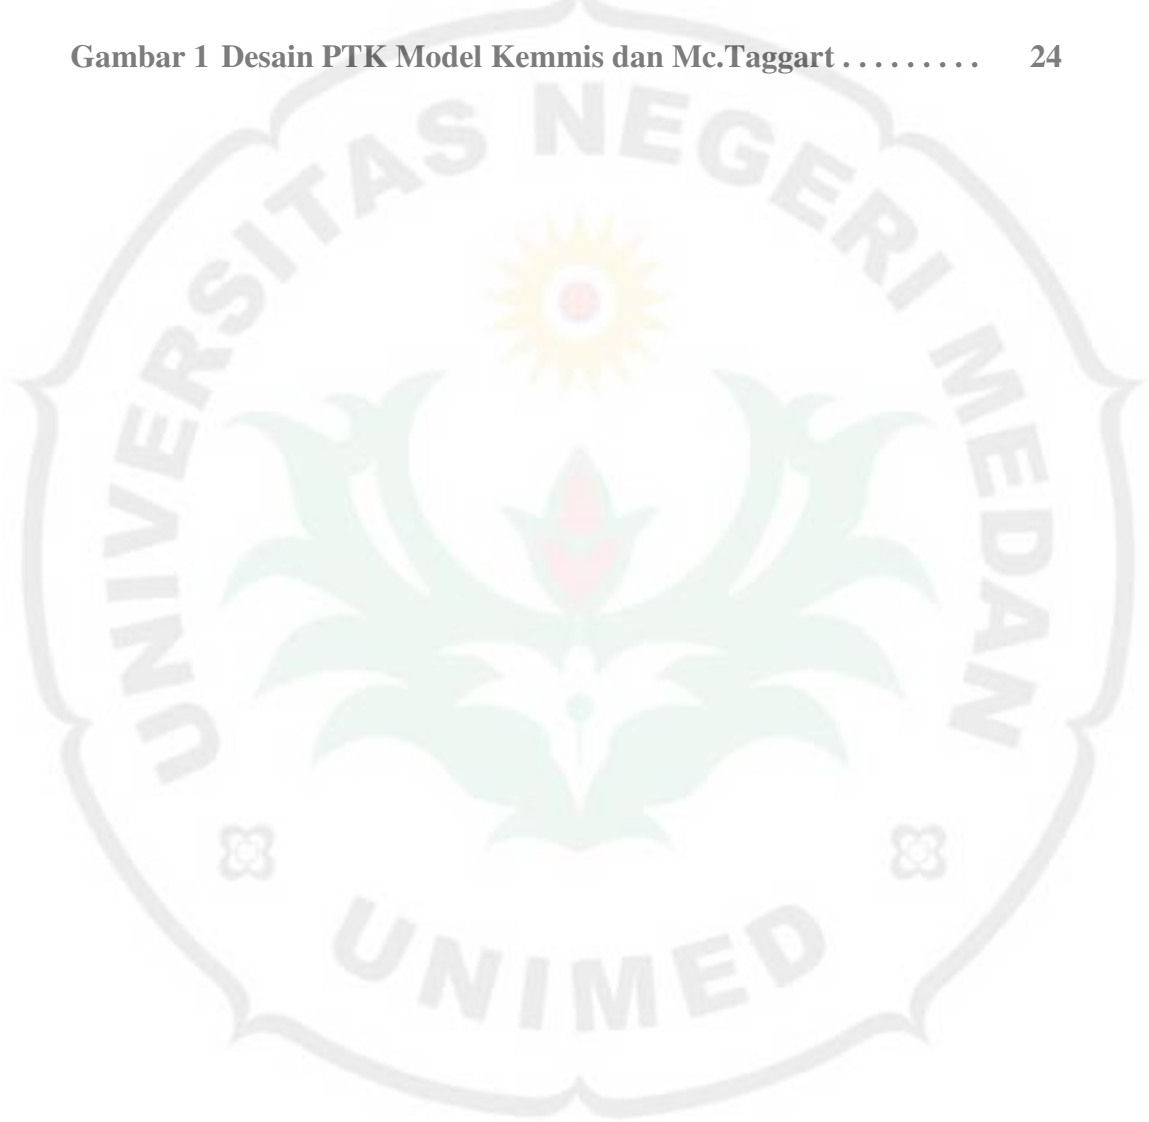 Gambar 1 Desain PTK Model Kemmis dan Mc.Taggart . . . . . . . . . 24
UNIVERSITAS NEGERI MEDAN
UNIMED